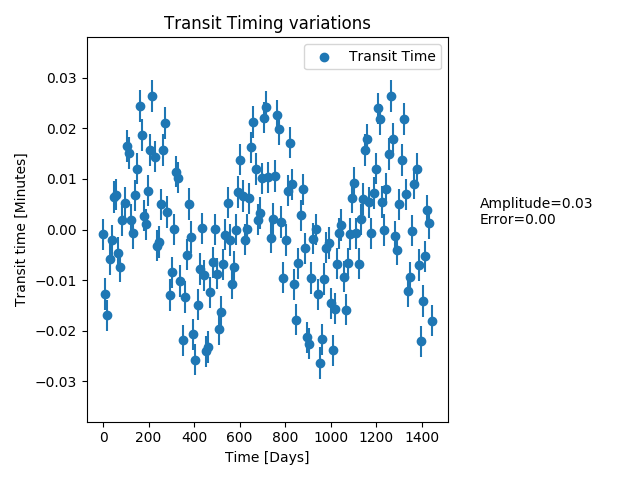 Transit Timing variations
Transit Time
Transit time [Minutes]
0.03
0.02
0.01
0.00
−0.01
−0.02
−0.03
0 200 400 600 800 1000 1200 1400
Time [Days]
Amplitude=0.03
Error=0.00